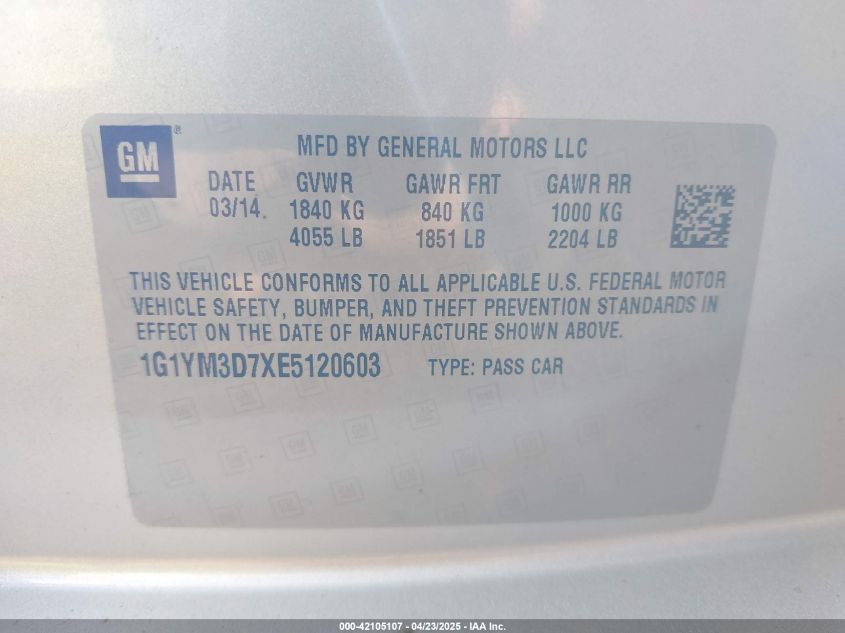 GM ®
MFD BY GENERAL MOTORS LLC
DATE GVWR GAWR FRT GAWR RR
03/14 1840 KG 840 KG 1000 KG
4055 LB 1851 LB 2204 LB
THIS VEHICLE CONFORMS TO ALL APPLICABLE U.S. FEDERAL MOTOR
VEHICLE SAFETY, BUMPER, AND THEFT PREVENTION STANDARDS IN
EFFECT ON THE DATE OF MANUFACTURE SHOWN ABOVE.
1G1YM3D7XE5120603 TYPE: PASS CAR
000-42105107 - 04/23/2025 - IAA Inc.